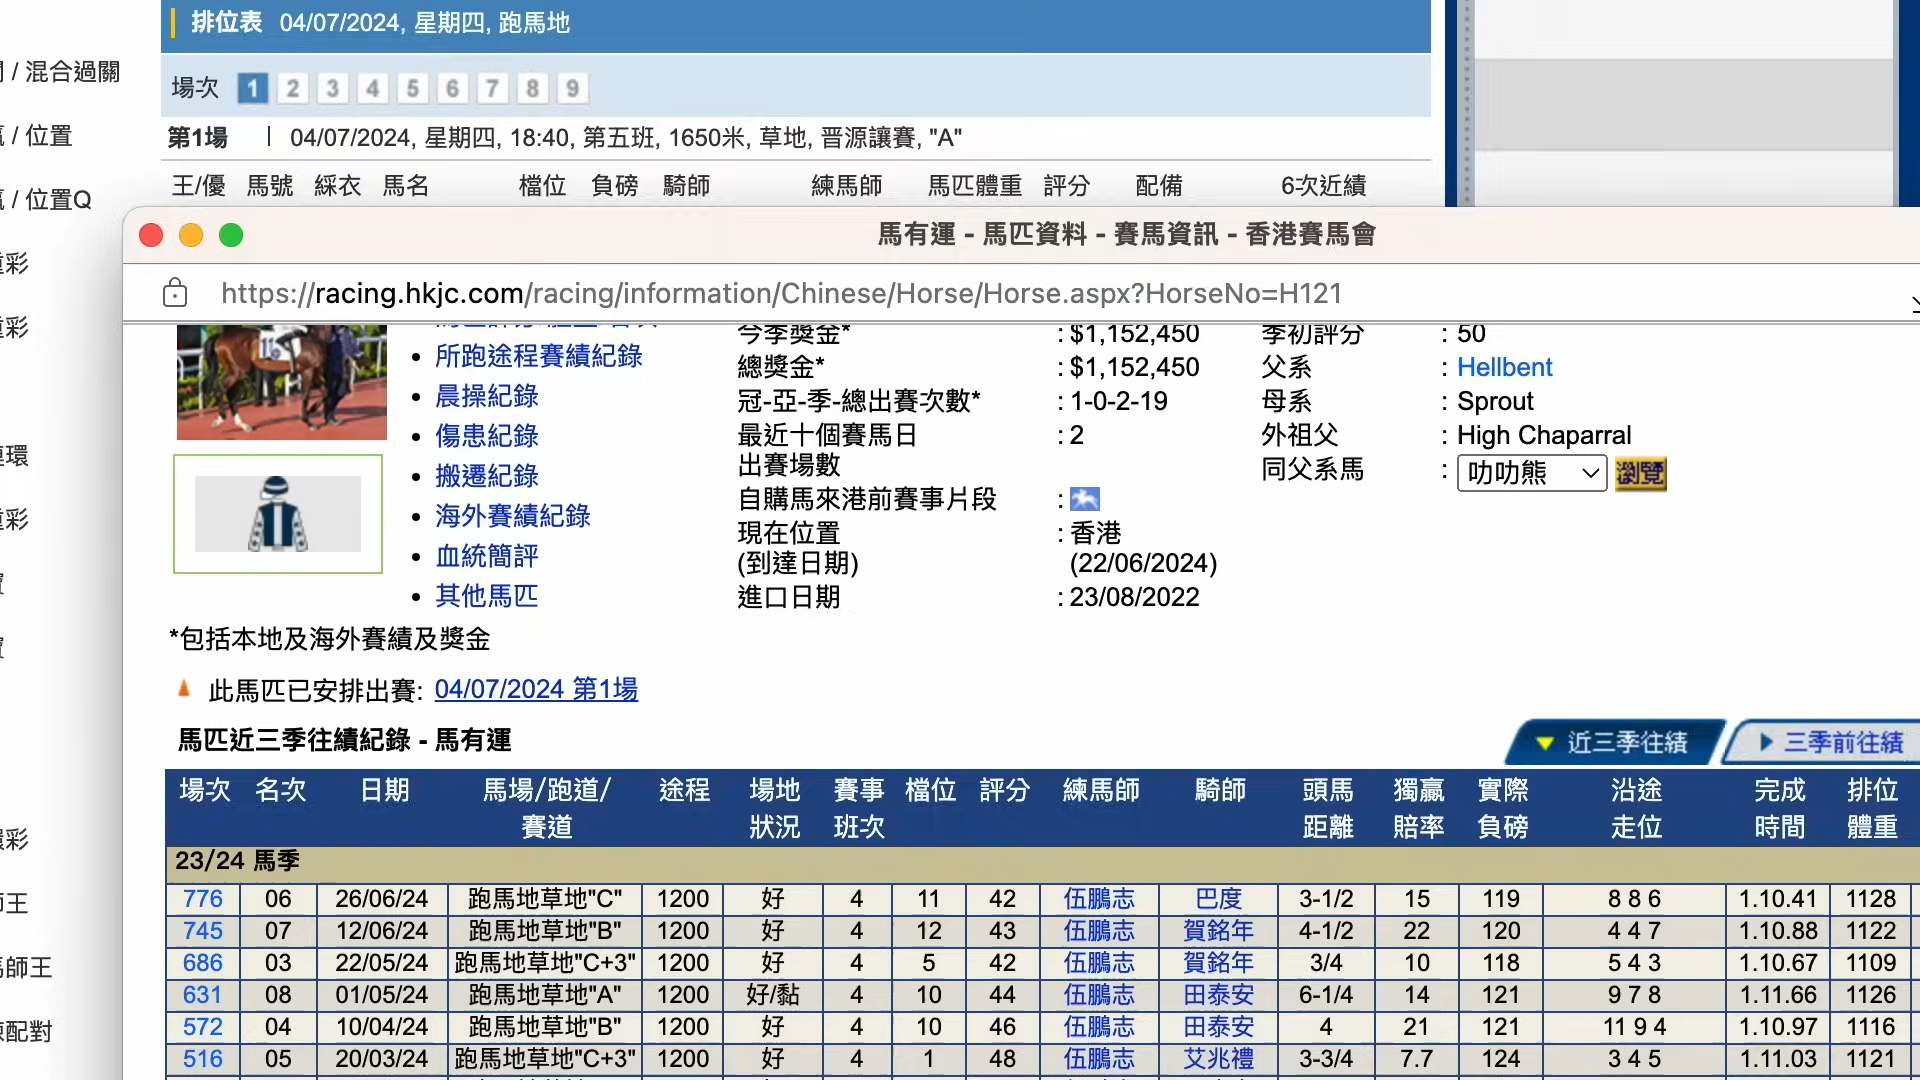 排位表 04/07/2024, 星期四, 跑馬地
/ 混合過關
場次 1 2 3 4 5 6 7 8 9
/ 位置
第1場 | 04/07/2024, 星期四, 18:40, 第五班, 1650米, 草地, 晋源讓賽, "A"
/ 位置Q
王/優 馬號 綵衣 馬名 檔位 負磅 騎師 練馬師 馬匹體重 評分 配備 6次近績
馬有運 - 馬匹資料 - 賽馬資訊 - 香港賽馬會
https://racing.hkjc.com/racing/information/Chinese/Horse/Horse.aspx?HorseNo=H121
彩
彩
環
彩
彩
王
師王
配對
今季獎金* : $1,152,450 季初評分 : 50
• 所跑途程賽績紀錄 總獎金* : $1,152,450 父系 : Hellbent
• 晨操紀錄 冠-亞-季-總出賽次數* : 1-0-2-19 母系 : Sprout
• 傷患紀錄 最近十個賽馬日 : 2 外祖父 : High Chaparral
出賽場數 同父系馬 : 叻叻熊 瀏覽
• 搬遷紀錄
• 海外賽績紀錄 自購馬來港前賽事片段 :
• 血統簡評 現在位置 : 香港
(到達日期) (22/06/2024)
• 其他馬匹 進口日期 : 23/08/2022
*包括本地及海外賽績及獎金
此馬匹已安排出賽: 04/07/2024 第1場
馬匹近三季往績紀錄 - 馬有運 近三季往績 三季前往績
場次 名次 日期 馬場/跑道/ 途程 場地 賽事 檔位 評分 練馬師 騎師 頭馬 獨贏 實際 沿途 完成 排位
賽道 狀況 班次 距離 賠率 負磅 走位 時間 體重
23/24 馬季
776 06 26/06/24 跑馬地草地"C" 1200 好 4 11 42 伍鵬志 巴度 3-1/2 15 119 8 8 6 1.10.41 1128
745 07 12/06/24 跑馬地草地"B" 1200 好 4 12 43 伍鵬志 賀銘年 4-1/2 22 120 4 4 7 1.10.88 1122
686 03 22/05/24 跑馬地草地"C+3" 1200 好 4 5 42 伍鵬志 賀銘年 3/4 10 118 5 4 3 1.10.67 1109
631 08 01/05/24 跑馬地草地"A" 1200 好/黏 4 10 44 伍鵬志 田泰安 6-1/4 14 121 9 7 8 1.11.66 1126
572 04 10/04/24 跑馬地草地"B" 1200 好 4 10 46 伍鵬志 田泰安 4 21 121 11 9 4 1.10.97 1116
516 05 20/03/24 跑馬地草地"C+3" 1200 好 4 1 48 伍鵬志 艾兆禮 3-3/4 7.7 124 3 4 5 1.11.03 1121